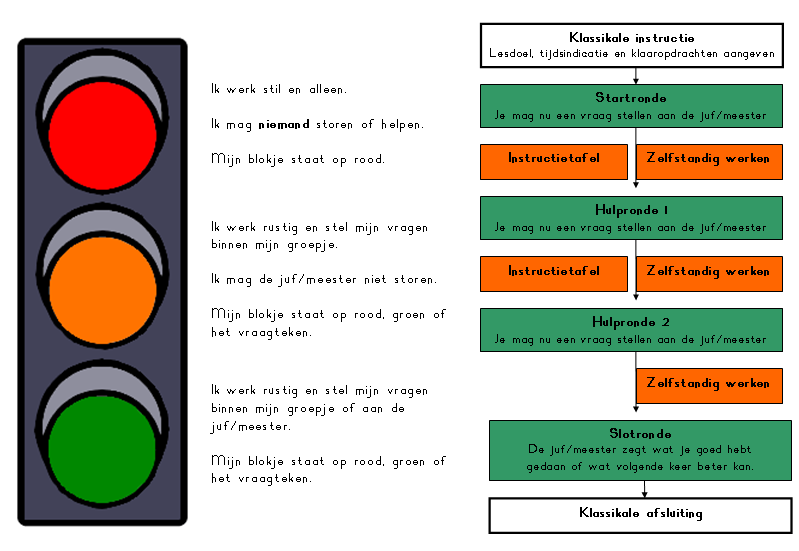 Ik werk stil en alleen.
Ik mag niemand storen of helpen.
Mijn blokje staat op rood.
Ik werk rustig en stel mijn vragen
binnen mijn groepje.
Ik mag de juf/meester niet storen.
Mijn blokje staat op rood, groen of
het vraagteken.
Ik werk rustig en stel mijn vragen
binnen mijn groepje of aan de
juf/meester.
Mijn blokje staat op rood, groen of
het vraagteken.
Klassikale instructie
Lesdoel, tijdsindicatie en klaaropdrachten aangeven
Startronde
Je mag nu een vraag stellen aan de juf/meester
Instructietafel
Zelfstandig werken
Hulpronde 1
Je mag nu een vraag stellen aan de juf/meester
Instructietafel
Zelfstandig werken
Hulpronde 2
Je mag nu een vraag stellen aan de juf/meester
Zelfstandig werken
Slotronde
De juf/meester zegt wat je goed hebt
gedaan of wat volgende keer beter kan.
Klassikale afsluiting